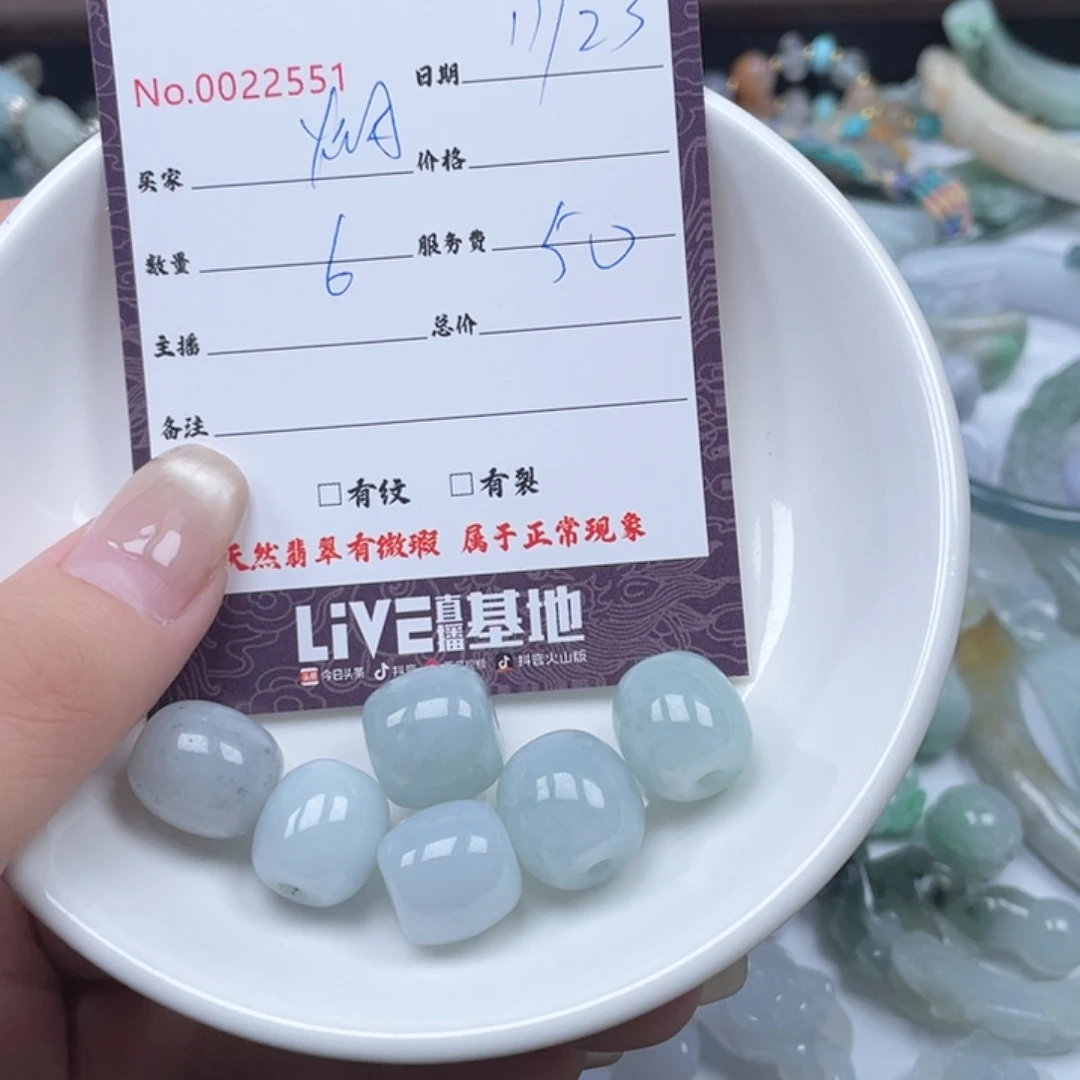 No.0022551 日期 11/23
买家 价格
数量 6 服务费 50
主播 总价
备注
□有纹 □有裂
天然翡翠有微瑕 属于正常现象
LiVE直播基地
今日头条 抖音 抖音火山版